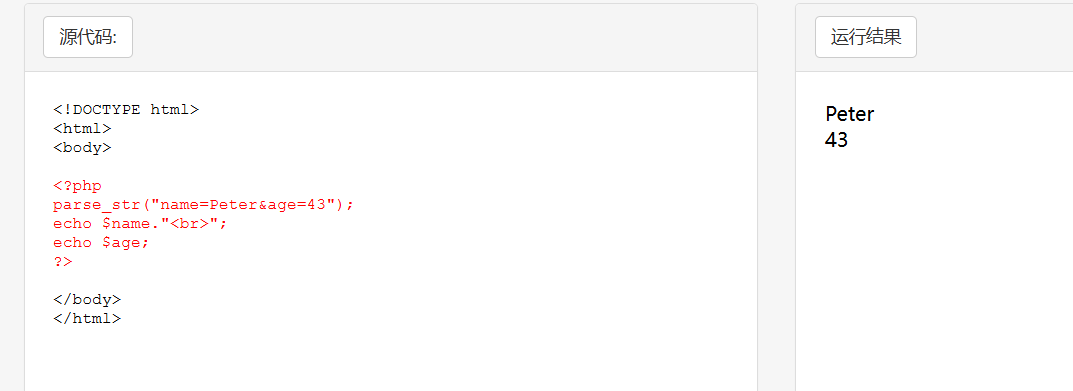 源代码:
<!DOCTYPE html>
<html>
<body>
<?php
parse_str("name=Peter&age=43");
echo $name."<br>";
echo $age;
?>
</body>
</html>
运行结果
Peter
43